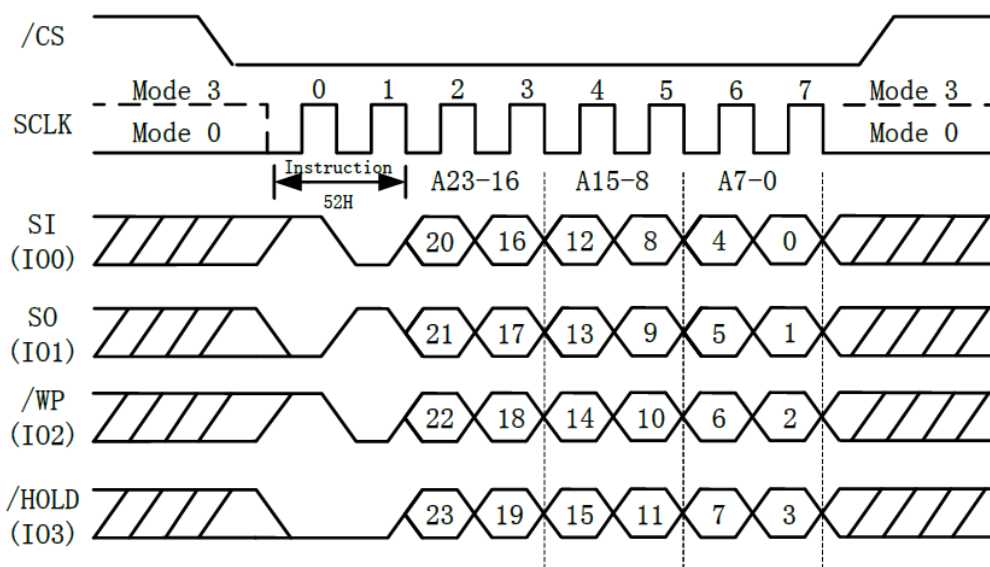 /CS
Mode 3 0 1 2 3 4 5 6 7 Mode 3
SCLK
Mode 0 Mode 0
Instruction
52H
A23-16 A15-8 A7-0
SI
(IO0)
20 16 12 8 4 0
SO
(IO1)
21 17 13 9 5 1
/WP
(IO2)
22 18 14 10 6 2
/HOLD
(IO3)
23 19 15 11 7 3